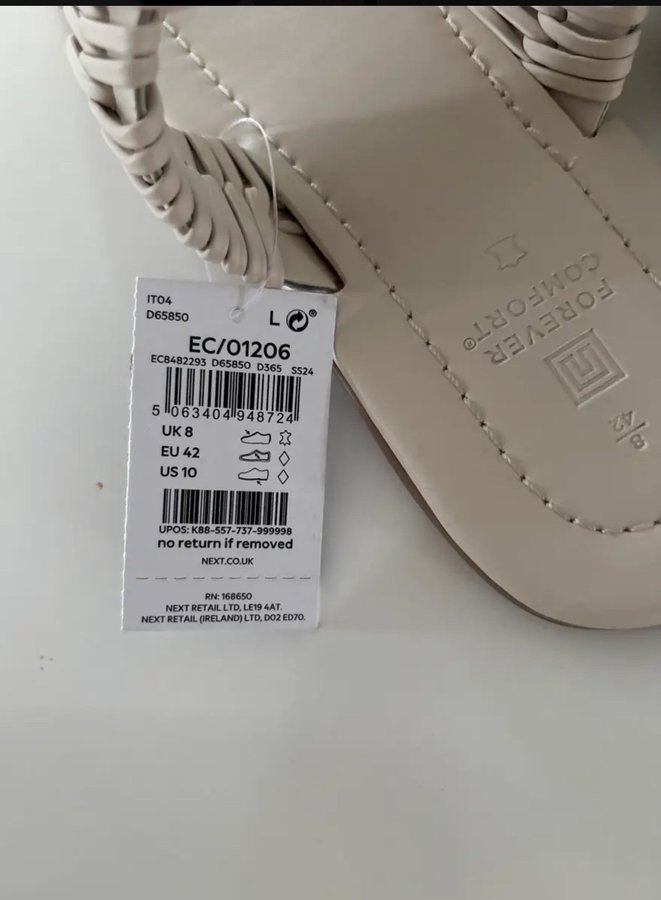 IT04
D65850
L ®
EC/01206
EC8482293 D65850 D365 SS24
5 063404 948724
UK 8
EU 42
US 10
UPOS: K88-557-737-999998
no return if removed
NEXT.CO.UK
RN: 168650
NEXT RETAIL LTD, LE19 4AT.
NEXT RETAIL (IRELAND) LTD, D02 ED70.
FOREVER
COMFORT®
8
42